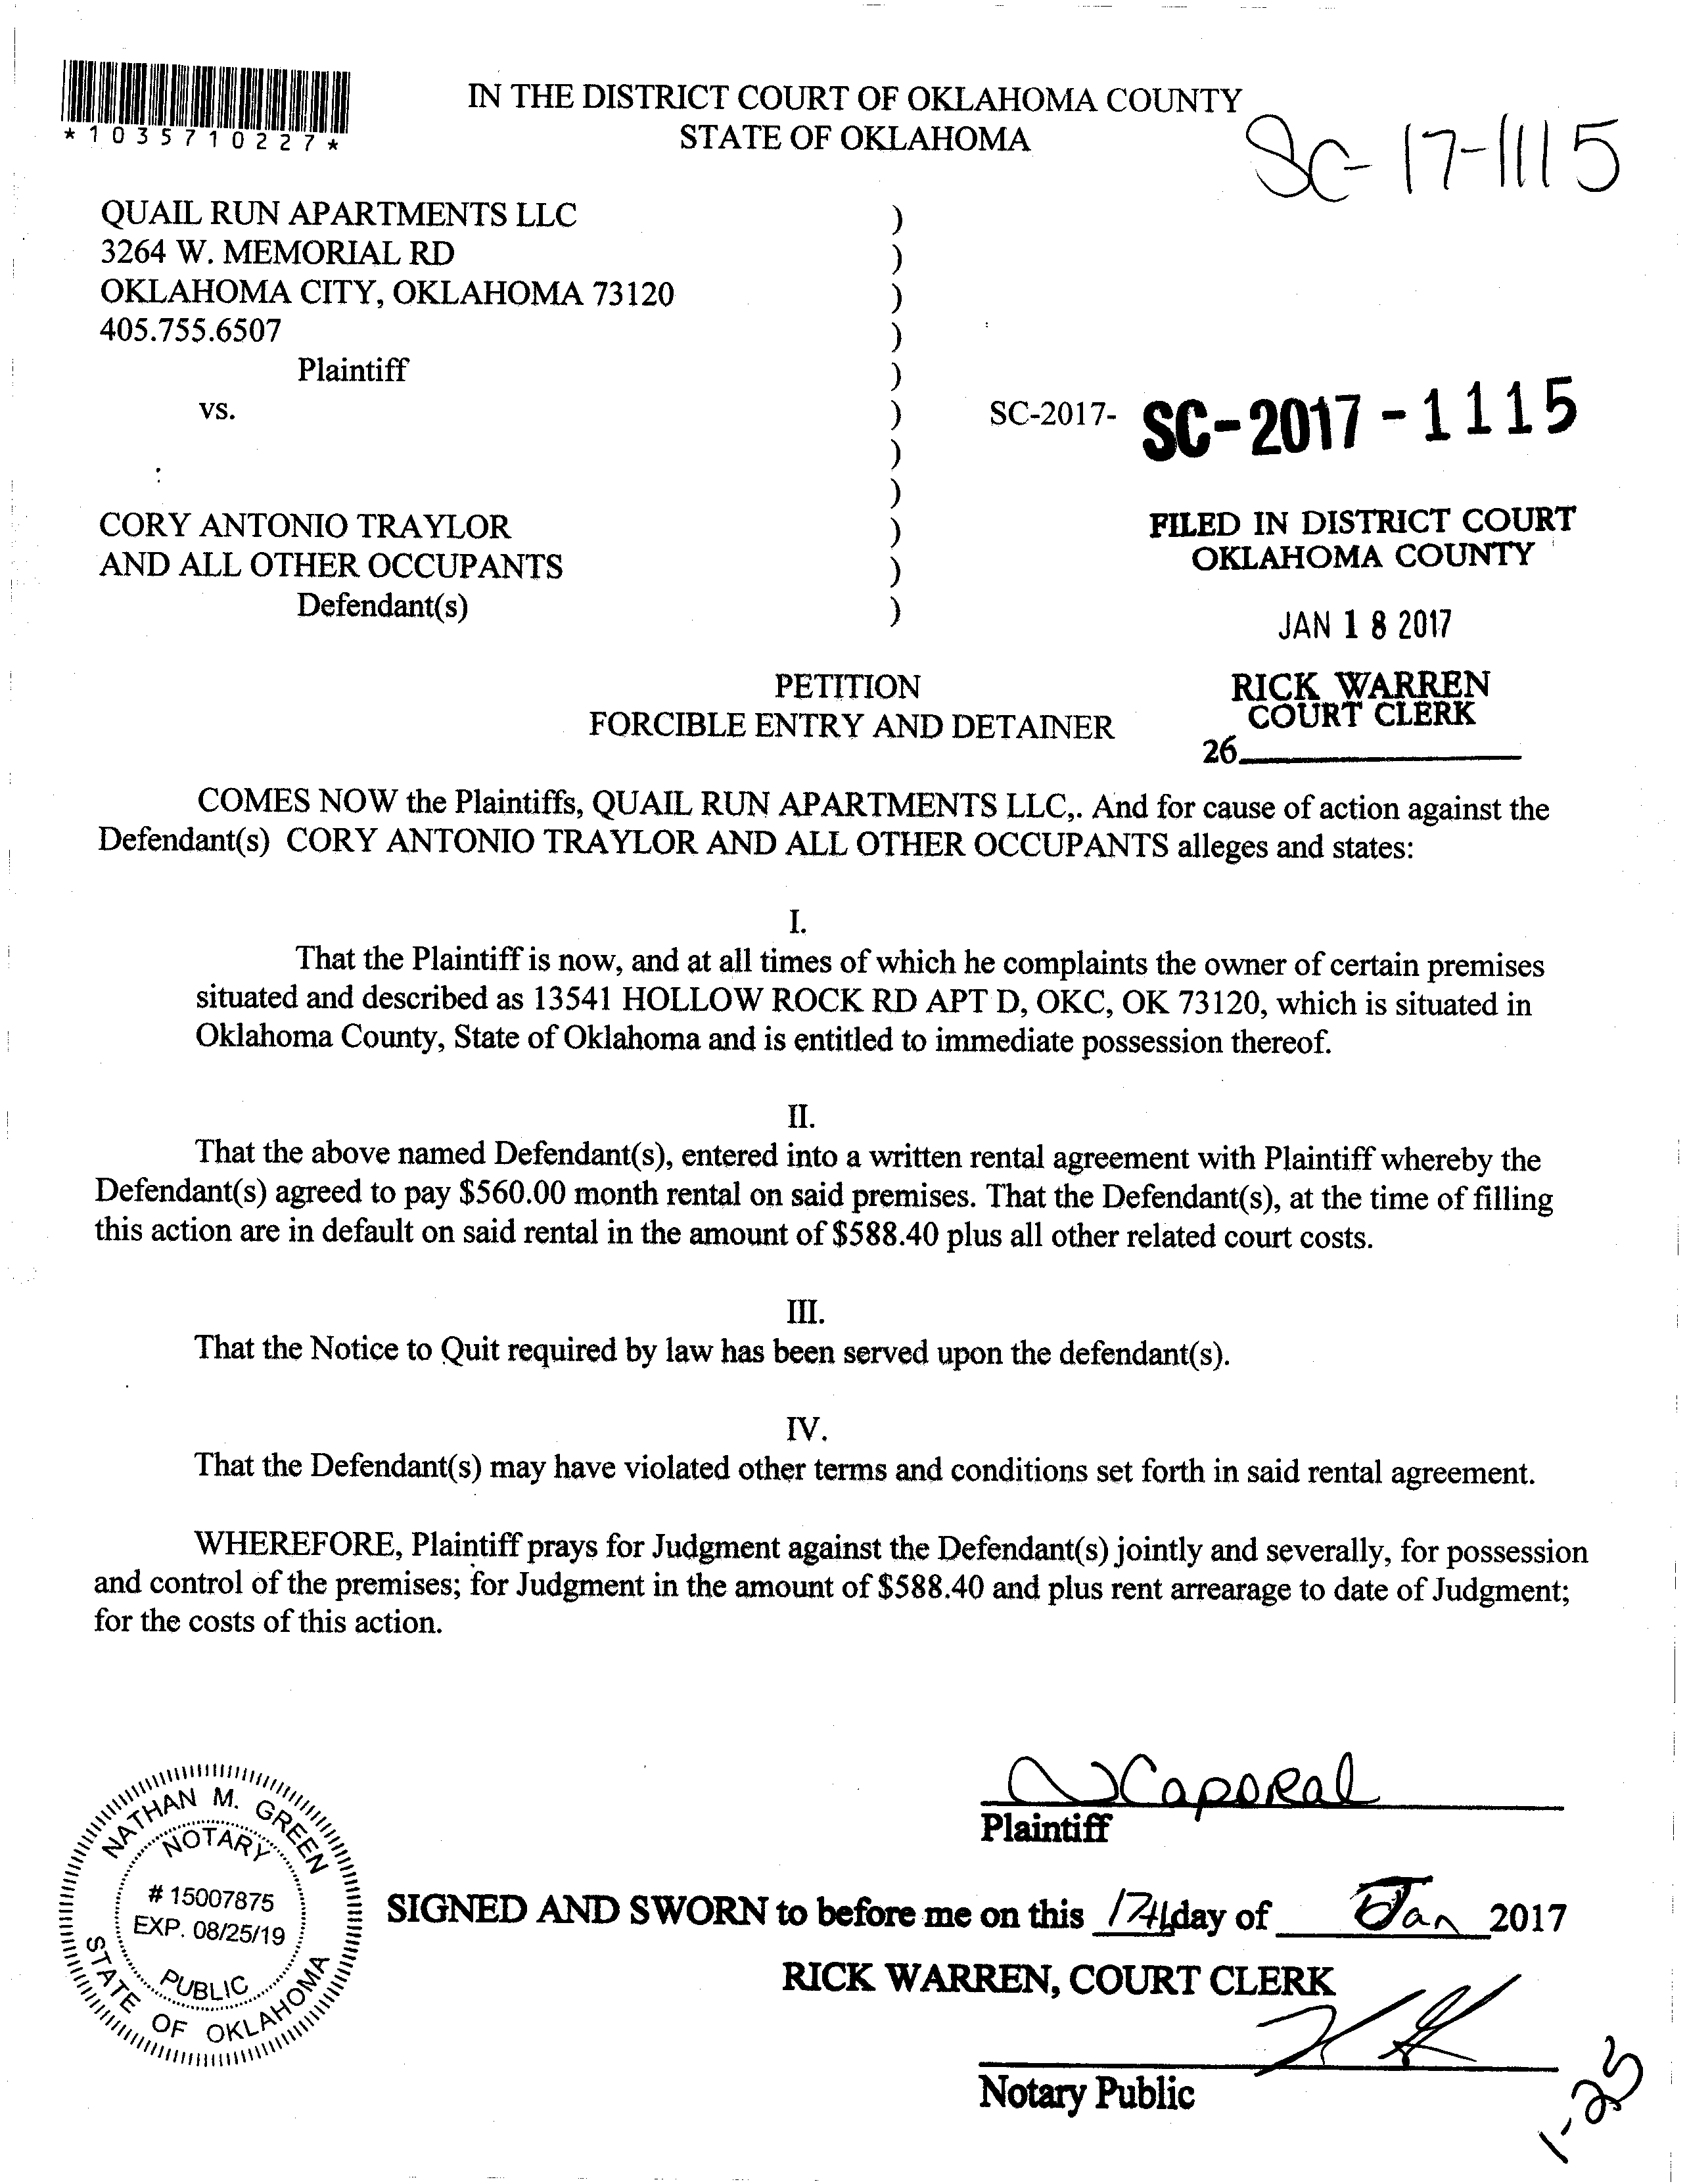 *1035710227*
IN THE DISTRICT COURT OF OKLAHOMA COUNTY
STATE OF OKLAHOMA
SC-17-1115
QUAIL RUN APARTMENTS LLC )
3264 W. MEMORIAL RD )
OKLAHOMA CITY, OKLAHOMA 73120 )
405.755.6507 )
Plaintiff )
vs. ) SC-2017- SC-2017-1115
)
)
CORY ANTONIO TRAYLOR )
AND ALL OTHER OCCUPANTS )
Defendant(s) )
FILED IN DISTRICT COURT
OKLAHOMA COUNTY
JAN 18 2017
RICK WARREN
COURT CLERK
26
PETITION
FORCIBLE ENTRY AND DETAINER
COMES NOW the Plaintiffs, QUAIL RUN APARTMENTS LLC,. And for cause of action against the
Defendant(s) CORY ANTONIO TRAYLOR AND ALL OTHER OCCUPANTS alleges and states:
I.
That the Plaintiff is now, and at all times of which he complaints the owner of certain premises
situated and described as 13541 HOLLOW ROCK RD APT D, OKC, OK 73120, which is situated in
Oklahoma County, State of Oklahoma and is entitled to immediate possession thereof.
II.
That the above named Defendant(s), entered into a written rental agreement with Plaintiff whereby the
Defendant(s) agreed to pay $560.00 month rental on said premises. That the Defendant(s), at the time of filling
this action are in default on said rental in the amount of $588.40 plus all other related court costs.
III.
That the Notice to Quit required by law has been served upon the defendant(s).
IV.
That the Defendant(s) may have violated other terms and conditions set forth in said rental agreement.
WHEREFORE, Plaintiff prays for Judgment against the Defendant(s) jointly and severally, for possession
and control of the premises; for Judgment in the amount of $588.40 and plus rent arrearage to date of Judgment;
for the costs of this action.
Caporal
Plaintiff
NATHAN M. GREEN
NOTARY
# 15007875
EXP. 08/25/19
PUBLIC
STATE OF OKLAHOMA
SIGNED AND SWORN to before me on this 17th day of Jan 2017
RICK WARREN, COURT CLERK
Notary Public
1-25